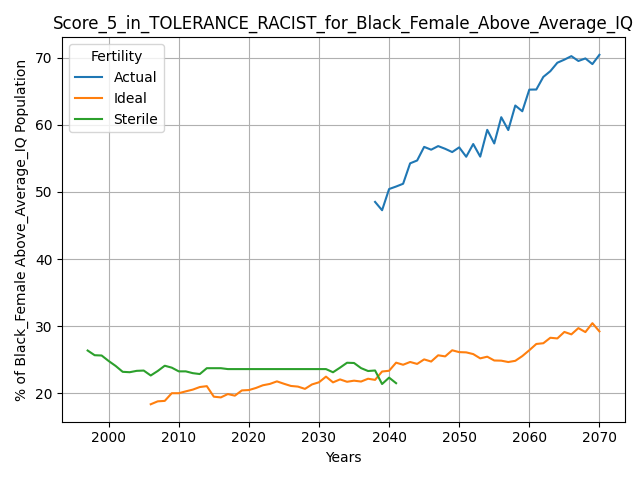 Score_5_in_TOLERANCE_RACIST_for_Black_Female_Above_Average_IQ
Fertility
Actual
Ideal
Sterile
% of Black_Female Above_Average_IQ Population
70
60
50
40
30
20
2000
2010
2020
2030
2040
2050
2060
2070
Years